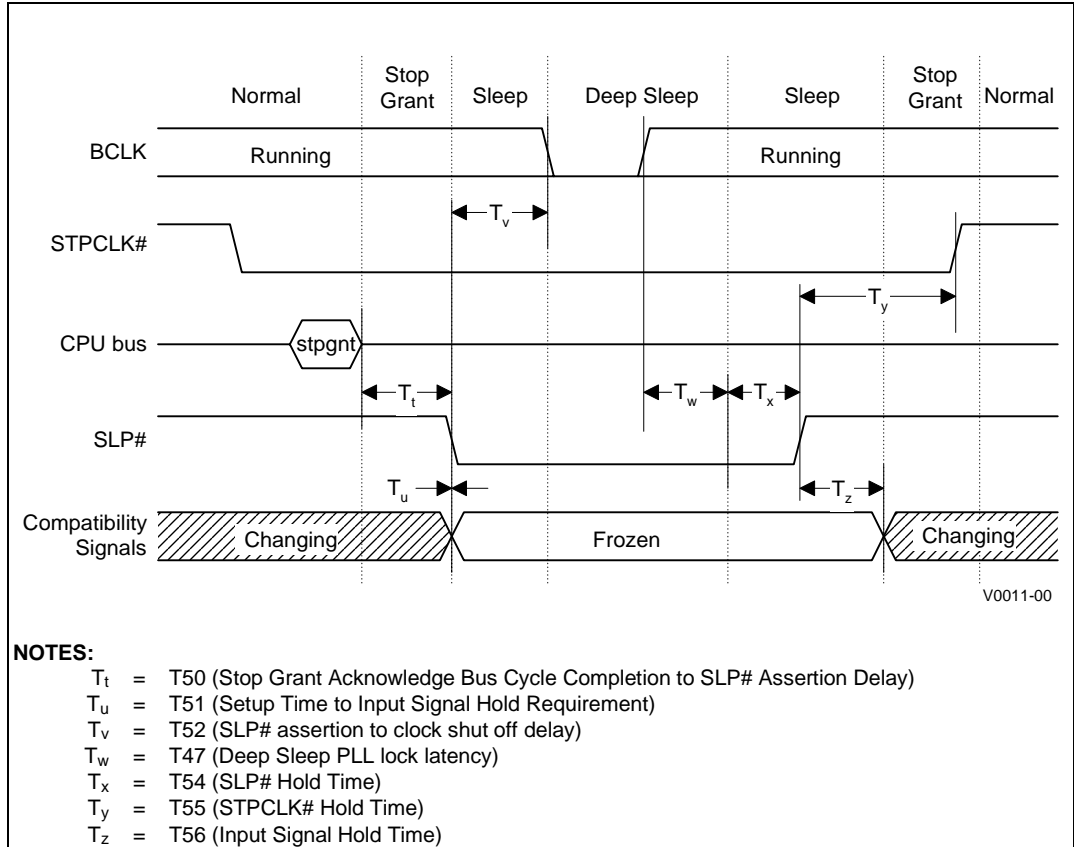 Normal Stop Grant Sleep Deep Sleep Sleep Stop Grant Normal
BCLK Running Running
Tv
STPCLK#
Ty
CPU bus stpgnt
Tt Tw Tx
SLP#
Tu Tz
Compatibility Signals Changing Frozen Changing
V0011-00
NOTES:
Tt = T50 (Stop Grant Acknowledge Bus Cycle Completion to SLP# Assertion Delay)
Tu = T51 (Setup Time to Input Signal Hold Requirement)
Tv = T52 (SLP# assertion to clock shut off delay)
Tw = T47 (Deep Sleep PLL lock latency)
Tx = T54 (SLP# Hold Time)
Ty = T55 (STPCLK# Hold Time)
Tz = T56 (Input Signal Hold Time)